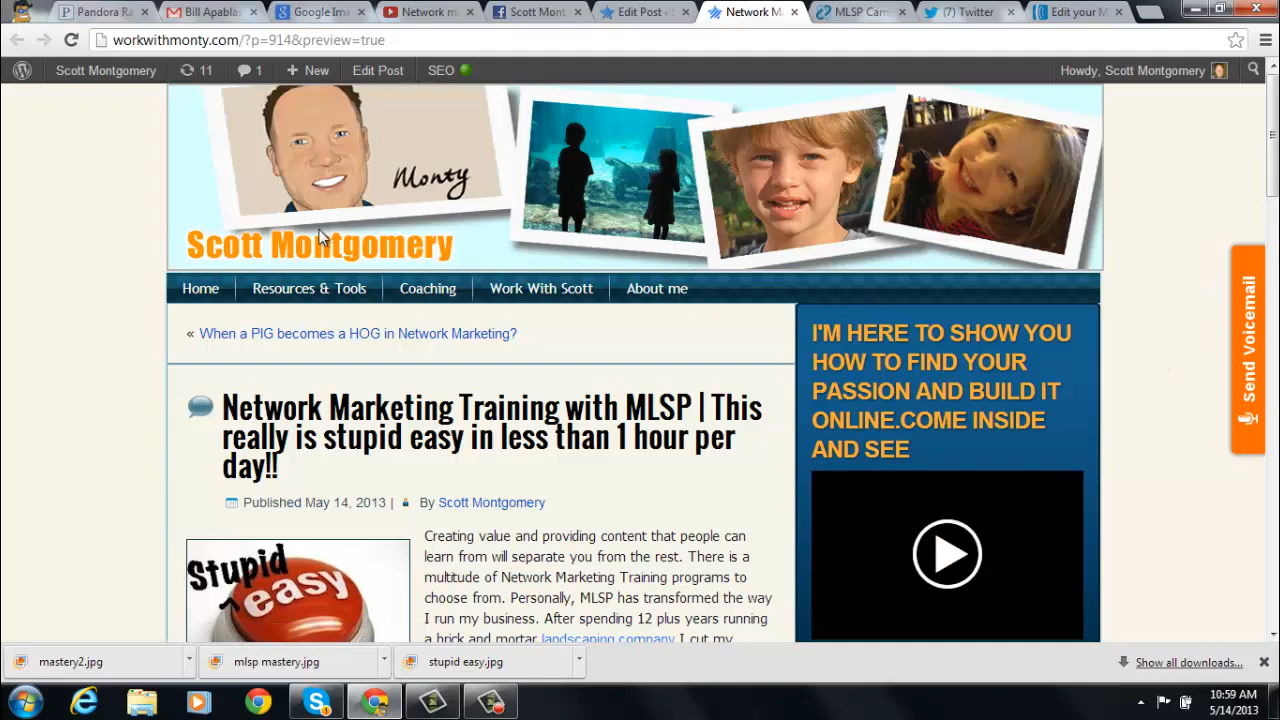 Pandora Ra
Bill Apablas
Google Ima
Network m
Scott Mont
Edit Post ‹
Network M
MLSP Cam
(7) Twitter
Edit your M
workwithmonty.com/?p=914&preview=true
Scott Montgomery
11
1
New
Edit Post
SEO
Howdy, Scott Montgomery
Monty
Scott Montgomery
Home
Resources & Tools
Coaching
Work With Scott
About me
« When a PIG becomes a HOG in Network Marketing?
Network Marketing Training with MLSP | This
really is stupid easy in less than 1 hour per
day!!
Published May 14, 2013 | By Scott Montgomery
Stupid
easy
Creating value and providing content that people can
learn from will separate you from the rest. There is a
multitude of Network Marketing Training programs to
choose from. Personally, MLSP has transformed the way
I run my business. After spending 12 plus years running
a brick and mortar landscaping company I cut my
I'M HERE TO SHOW YOU
HOW TO FIND YOUR
PASSION AND BUILD IT
ONLINE.COME INSIDE
AND SEE
Send Voicemail
mastery2.jpg
mlsp mastery.jpg
stupid easy.jpg
Show all downloads...
10:59 AM
5/14/2013